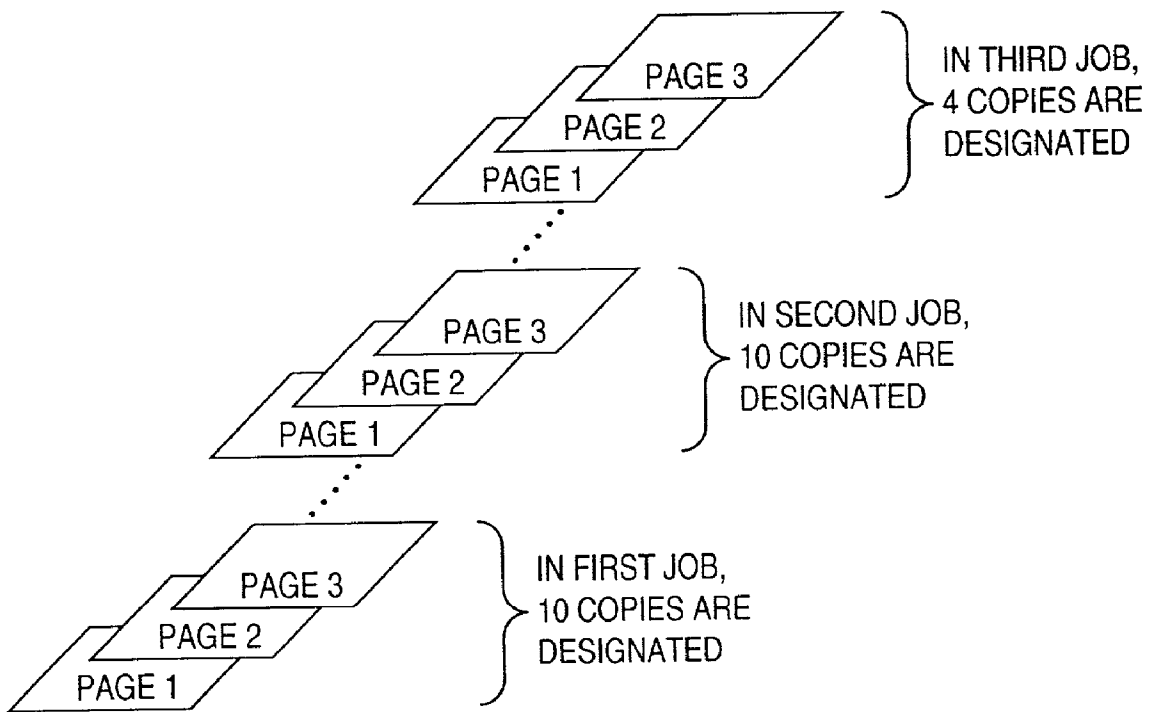 PAGE 3
PAGE 2
PAGE 1
IN THIRD JOB,
4 COPIES ARE
DESIGNATED
PAGE 3
PAGE 2
PAGE 1
IN SECOND JOB,
10 COPIES ARE
DESIGNATED
PAGE 3
PAGE 2
PAGE 1
IN FIRST JOB,
10 COPIES ARE
DESIGNATED